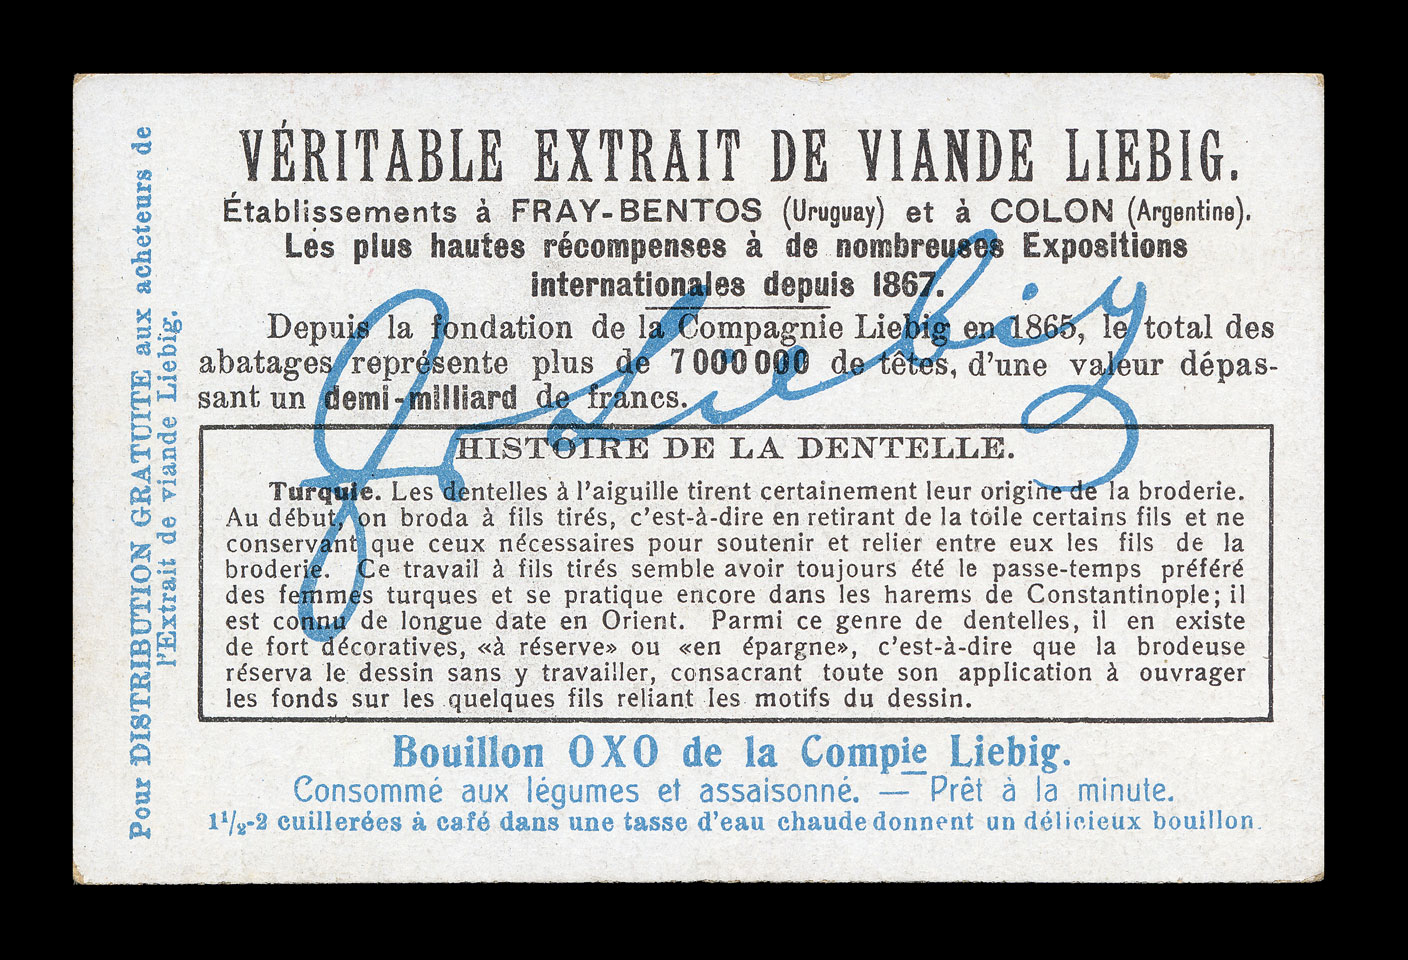 VÉRITABLE EXTRAIT DE VIANDE LIEBIG.
Établissements à FRAY-BENTOS (Uruguay) et à COLON (Argentine).
Les plus hautes récompenses à de nombreuses Expositions
internationales depuis 1867.
Depuis la fondation de la Compagnie Liebig en 1865, le total des
abatages représente plus de 7000000 de têtes, d'une valeur dépas-
sant un demi-milliard de francs.
HISTOIRE DE LA DENTELLE.
Turquie. Les dentelles à l'aiguille tirent certainement leur origine de la broderie.
Au début, on broda à fils tirés, c'est-à-dire en retirant de la toile certains fils et ne
conservant que ceux nécessaires pour soutenir et relier entre eux les fils de la
broderie. Ce travail à fils tirés semble avoir toujours été le passe-temps préféré
des femmes turques et se pratique encore dans les harems de Constantinople; il
est connu de longue date en Orient. Parmi ce genre de dentelles, il en existe
de fort décoratives, «à réserve» ou «en épargne», c'est-à-dire que la brodeuse
réserva le dessin sans y travailler, consacrant toute son application à ouvrager
les fonds sur les quelques fils reliant les motifs du dessin.
Bouillon OXO de la Compie Liebig.
Consommé aux légumes et assaisonné. — Prêt à la minute.
1 1/2-2 cuillerées à café dans une tasse d'eau chaude donnent un délicieux bouillon.
Pour DISTRIBUTION GRATUITE aux acheteurs de
l'Extrait de viande Liebig.
J v Liebig